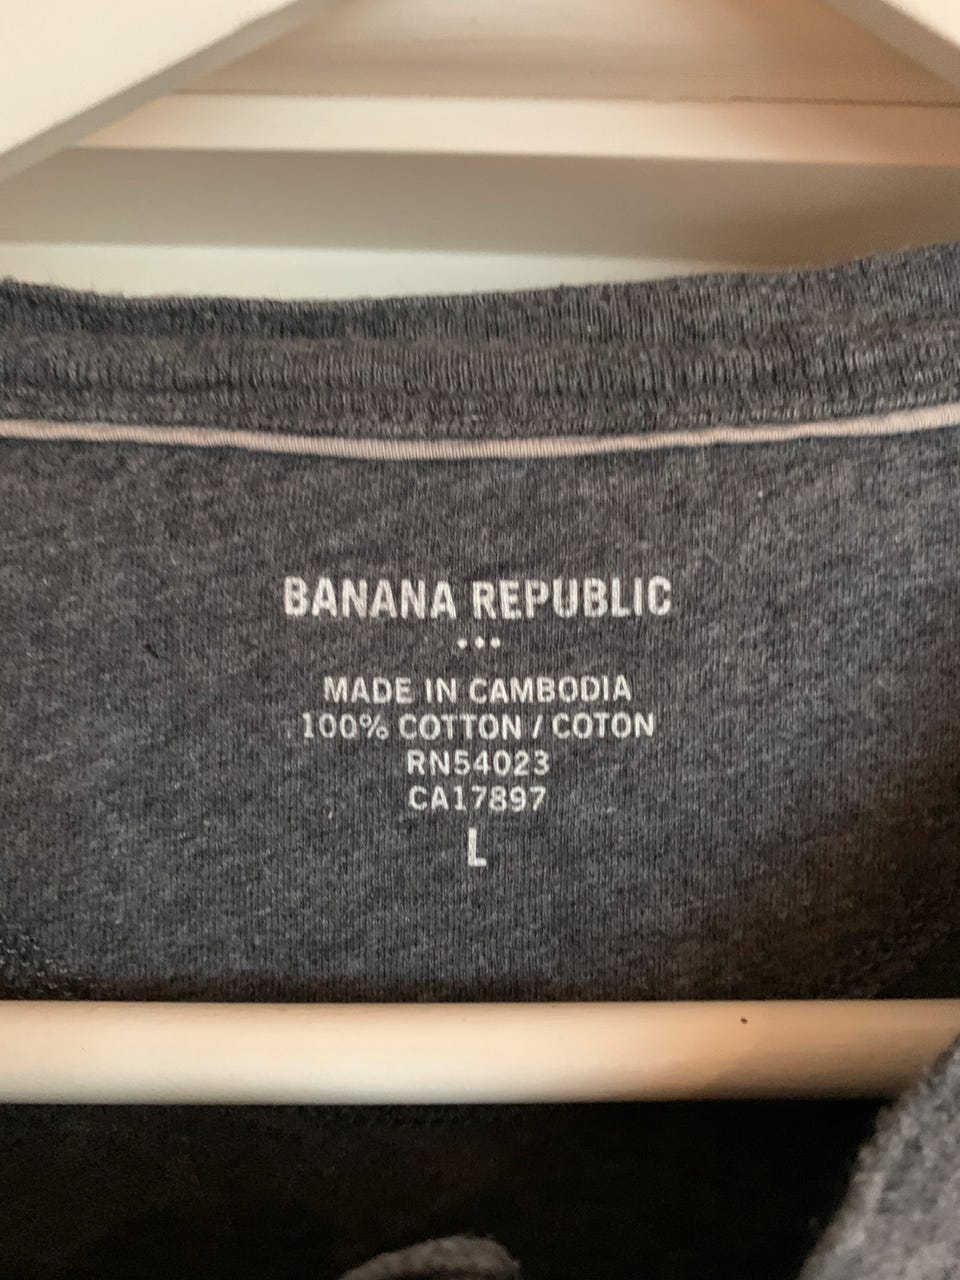 BANANA REPUBLIC
•••
MADE IN CAMBODIA
100% COTTON / COTON
RN54023
CA17897
L